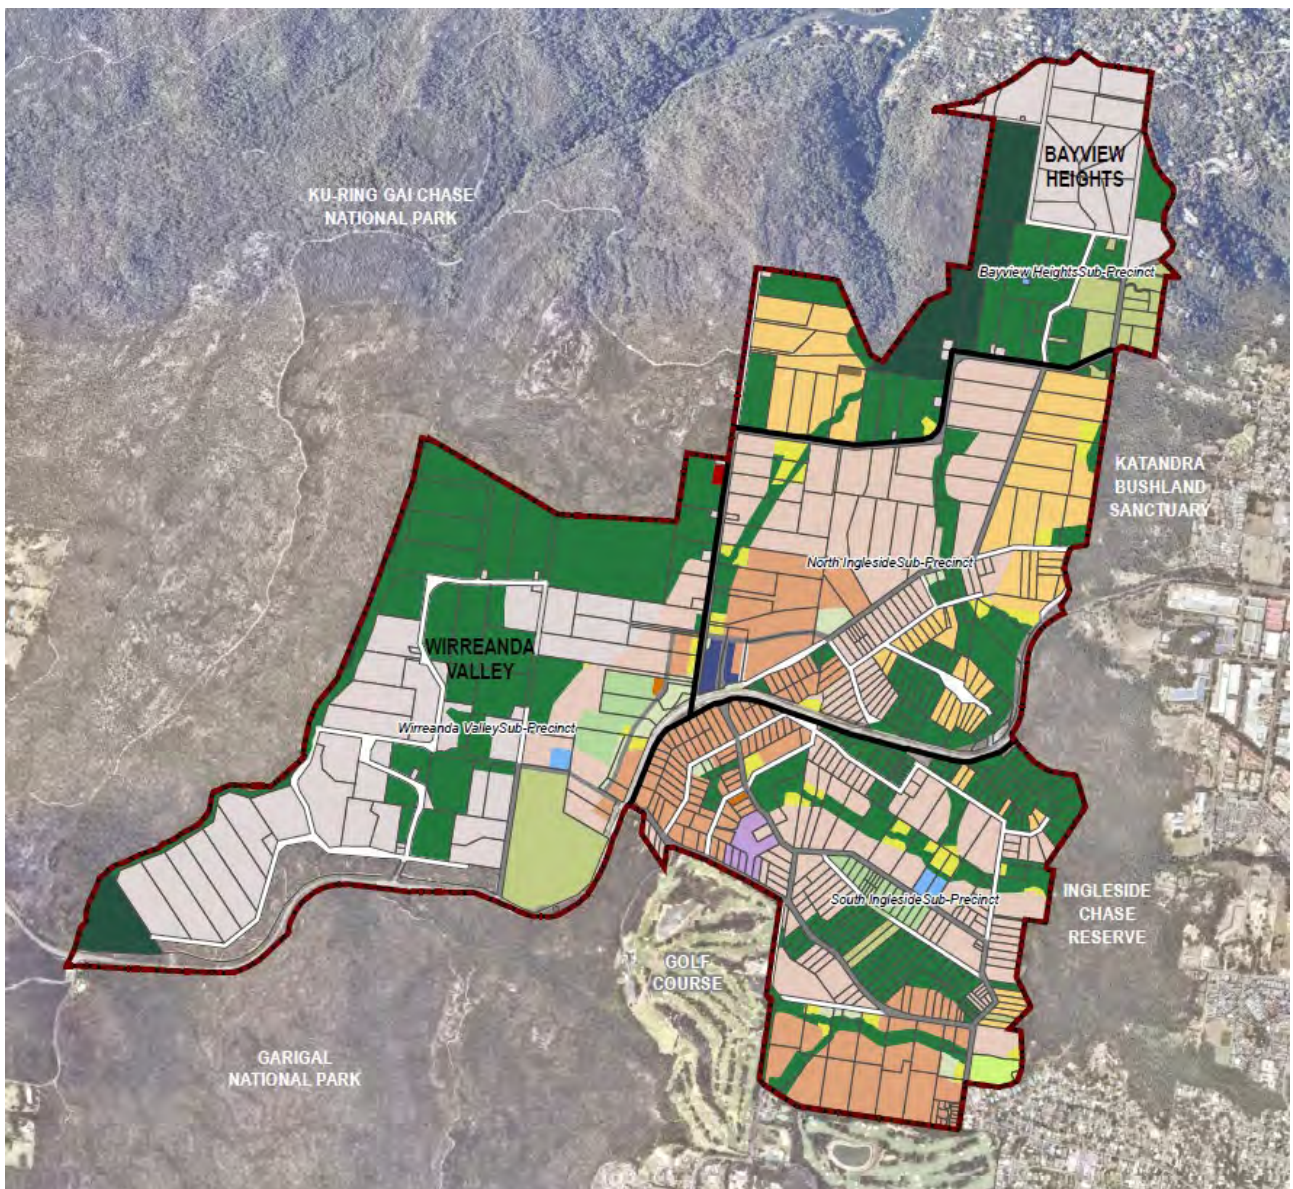 BAYVIEW
HEIGHTS
KU-RING GAI CHASE
NATIONAL PARK
Bayview HeightsSub-Precinct
KATANDRA
BUSHLAND
SANCTUARY
North InglesideSub-Precinct
WIRREANDA
VALLEY
Wirreanda ValleySub-Precinct
INGLESIDE
CHASE
RESERVE
South InglesideSub-Precinct
GOLF
COURSE
GARIGAL
NATIONAL PARK